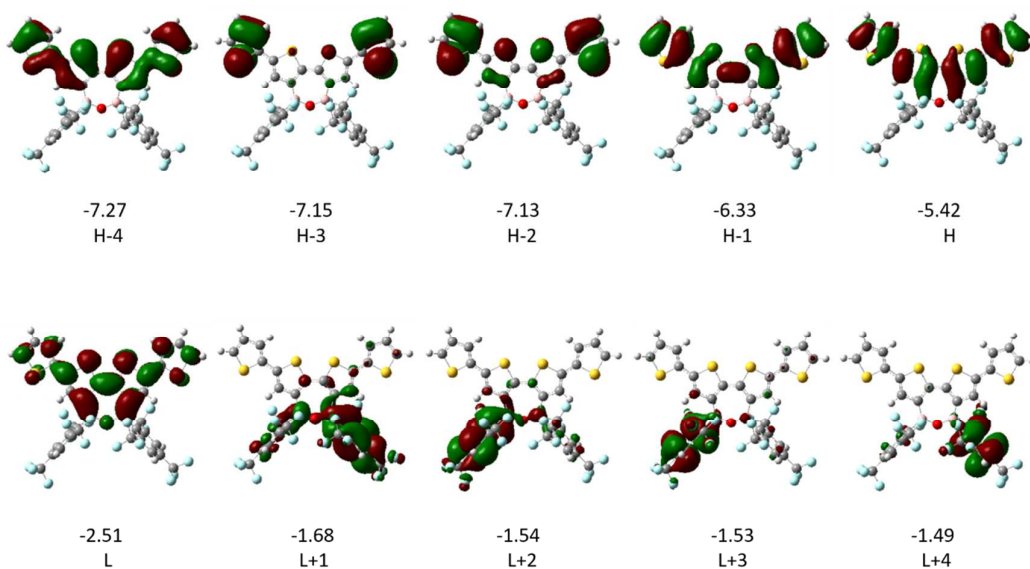 -7.27 -7.15 -7.13 -6.33 -5.42
H-4 H-3 H-2 H-1 H
-2.51 -1.68 -1.54 -1.53 -1.49
L L+1 L+2 L+3 L+4